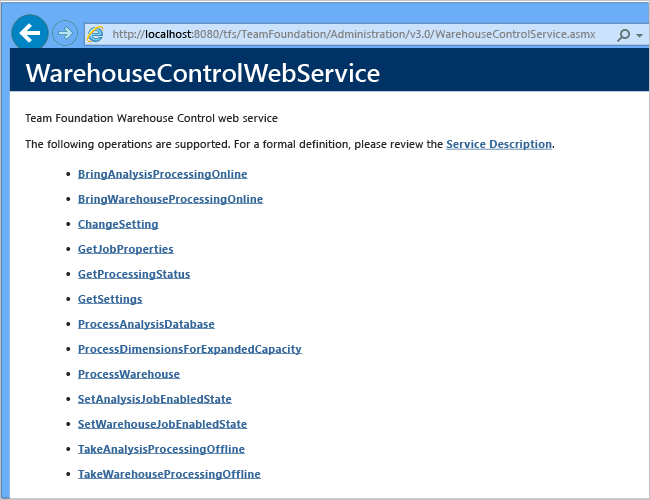 http://localhost:8080/tfs/TeamFoundation/Administration/v3.0/WarehouseControlService.asmx
WarehouseControlWebService
Team Foundation Warehouse Control web service
The following operations are supported. For a formal definition, please review the Service Description.
• BringAnalysisProcessingOnline
• BringWarehouseProcessingOnline
• ChangeSetting
• GetJobProperties
• GetProcessingStatus
• GetSettings
• ProcessAnalysisDatabase
• ProcessDimensionsForExpandedCapacity
• ProcessWarehouse
• SetAnalysisJobEnabledState
• SetWarehouseJobEnabledState
• TakeAnalysisProcessingOffline
• TakeWarehouseProcessingOffline